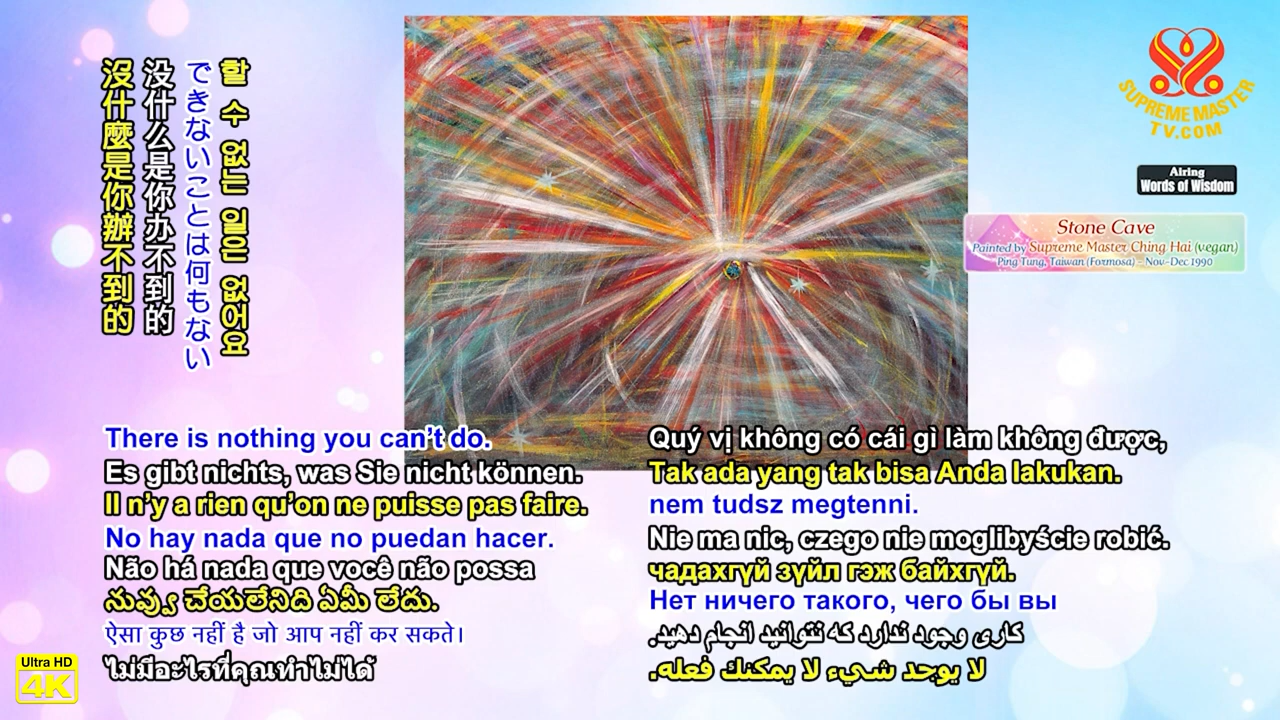 沒什麼是你辦不到的
没什么是你办不到的
できないことは何もない
할 수 없는 일은 없어요
SUPREME MASTER
TV.COM
Airing
Words of Wisdom
Stone Cave
Painted by Supreme Master Ching Hai (vegan)
Ping Tung, Taiwan (Formosa) – Nov-Dec 1990
There is nothing you can’t do.
Es gibt nichts, was Sie nicht können.
Il n’y a rien qu’on ne puisse pas faire.
No hay nada que no puedan hacer.
Não há nada que você não possa
నువ్వు చేయలేనిది ఏమీ లేదు.
ऐसा कुछ नहीं है जो आप नहीं कर सकते।
ไม่มีอะไรที่คุณทำไม่ได้
Quý vị không có cái gì làm không được,
Tak ada yang tak bisa Anda lakukan.
nem tudsz megtenni.
Nie ma nic, czego nie moglibyście robić.
чадахгүй зүйл гэж байхгүй.
Нет ничего такого, чего бы вы
کاری وجود ندارد که نتوانید انجام دهید.
لا يوجد شيء لا يمكنك فعله.
Ultra HD
4K